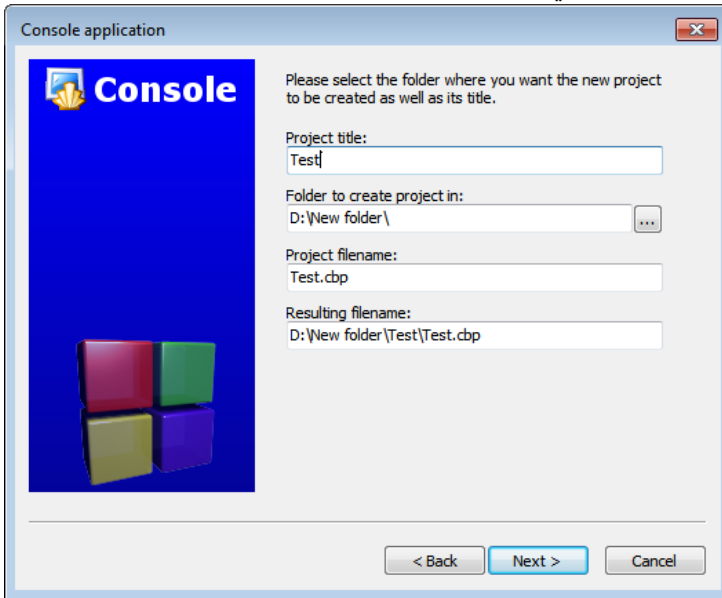 Console application
Console
Please select the folder where you want the new project
to be created as well as its title.
Project title:
Test
Folder to create project in:
D:\New folder\
...
Project filename:
Test.cbp
Resulting filename:
D:\New folder\Test\Test.cbp
< Back
Next >
Cancel